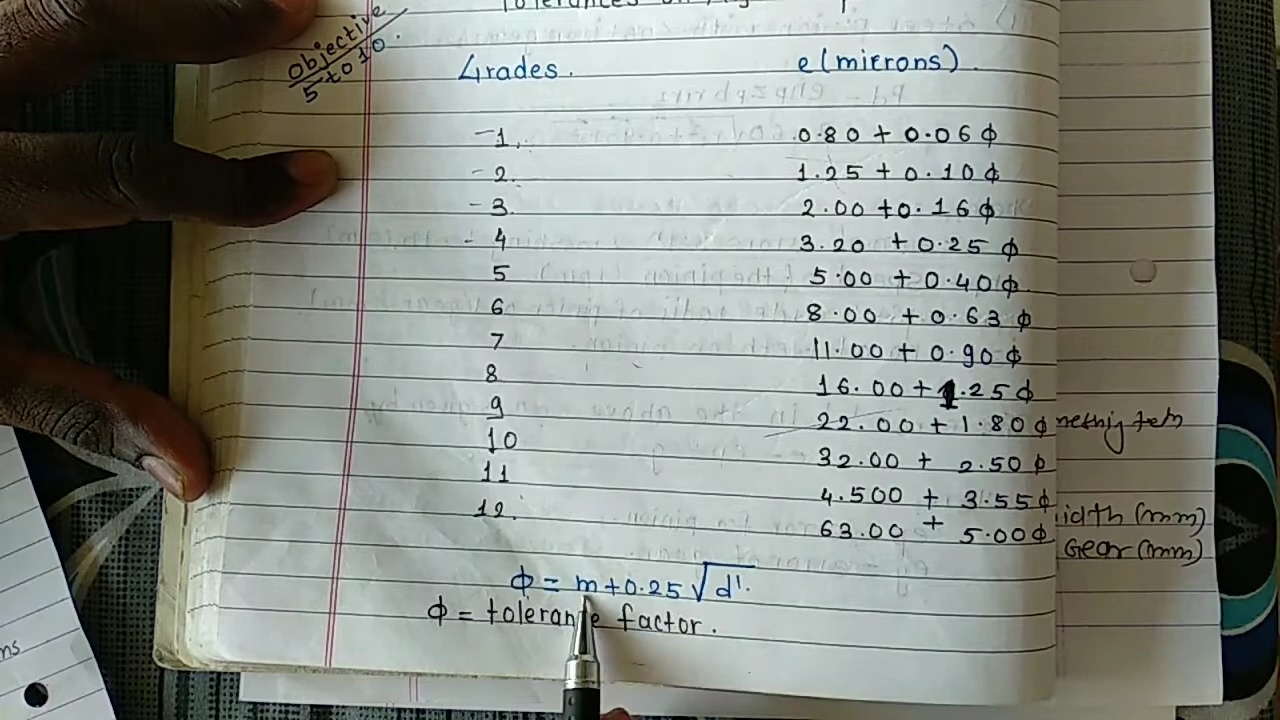 Tolerances on
Objective
5 to 10.
Grades. e (microns).
-1. 0.80 + 0.06 ϕ
-2. 1.25 + 0.10 ϕ
-3. 2.00 + 0.16 ϕ
-4 3.20 + 0.25 ϕ
5 5.00 + 0.40 ϕ
6 8.00 + 0.63 ϕ
7 11.00 + 0.90 ϕ
8 16.00 + 1.25 ϕ
9 22.00 + 1.80 ϕ
10 32.00 + 2.50 ϕ
11 4.500 + 3.55 ϕ
12. 63.00 + 5.00 ϕ
idth (mm)
Gear (mm)
ϕ = m + 0.25 √d'.
ϕ = tolerance factor.
ns